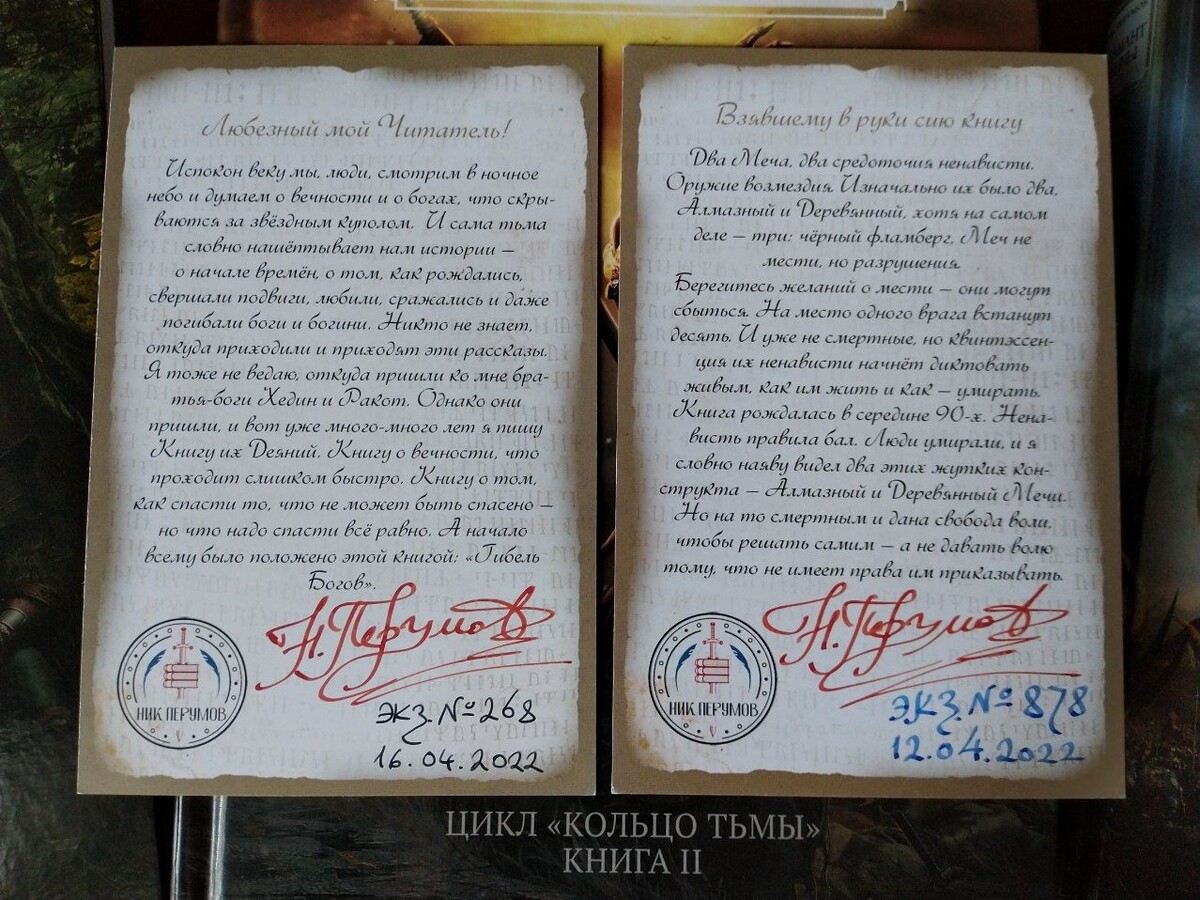 Любезный мой Читатель!
Испокон веку мы, люди, смотрим в ночное
небо и думаем о вечности и о богах, что скры-
ваются за звёздным куполом. И сама тьма
словно нашёптывает нам истории —
о начале времён, о том, как рождались,
свершали подвиги, любили, сражались и даже
погибали боги и богини. Никто не знает,
откуда приходили и приходят эти рассказы.
Я тоже не ведаю, откуда пришли ко мне бра-
тья-боги Хедин и Ракот. Однако они
пришли, и вот уже много-много лет я пишу
Книгу их Деяний. Книгу о вечности, что
проходит слишком быстро. Книгу о том,
как спасти то, что не может быть спасено —
но что надо спасти всё равно. А начало
всему было положено этой книгой: «Гибель
Богов».
Н. Перумов
НИК ПЕРУМОВ
экз. № 268
16.04.2022
Взявшему в руки сию книгу
Два Меча, два средоточия ненависти.
Оружие возмездия. Изначально их было два,
Алмазный и Деревянный, хотя на самом
деле — три: чёрный фламберг, Меч не
мести, но разрушения.
Берегитесь желаний о мести — они могут
сбыться. На место одного врага встанут
десять. И уже не смертные, но квинтэссен-
ция их ненависти начнёт диктовать
живым, как им жить и как — умирать.
Книга рождалась в середине 90-х. Нена-
висть правила бал. Люди умирали, и я
словно наяву видел два этих жутких кон-
структа — Алмазный и Деревянный Мечи.
Но на то смертным и дана свобода воли,
чтобы решать самим — а не давать волю
тому, что не имеет права им приказывать.
Н. Перумов
НИК ПЕРУМОВ
экз. № 878
12.04.2022
ЦИКЛ «КОЛЬЦО ТЬМЫ»
КНИГА II